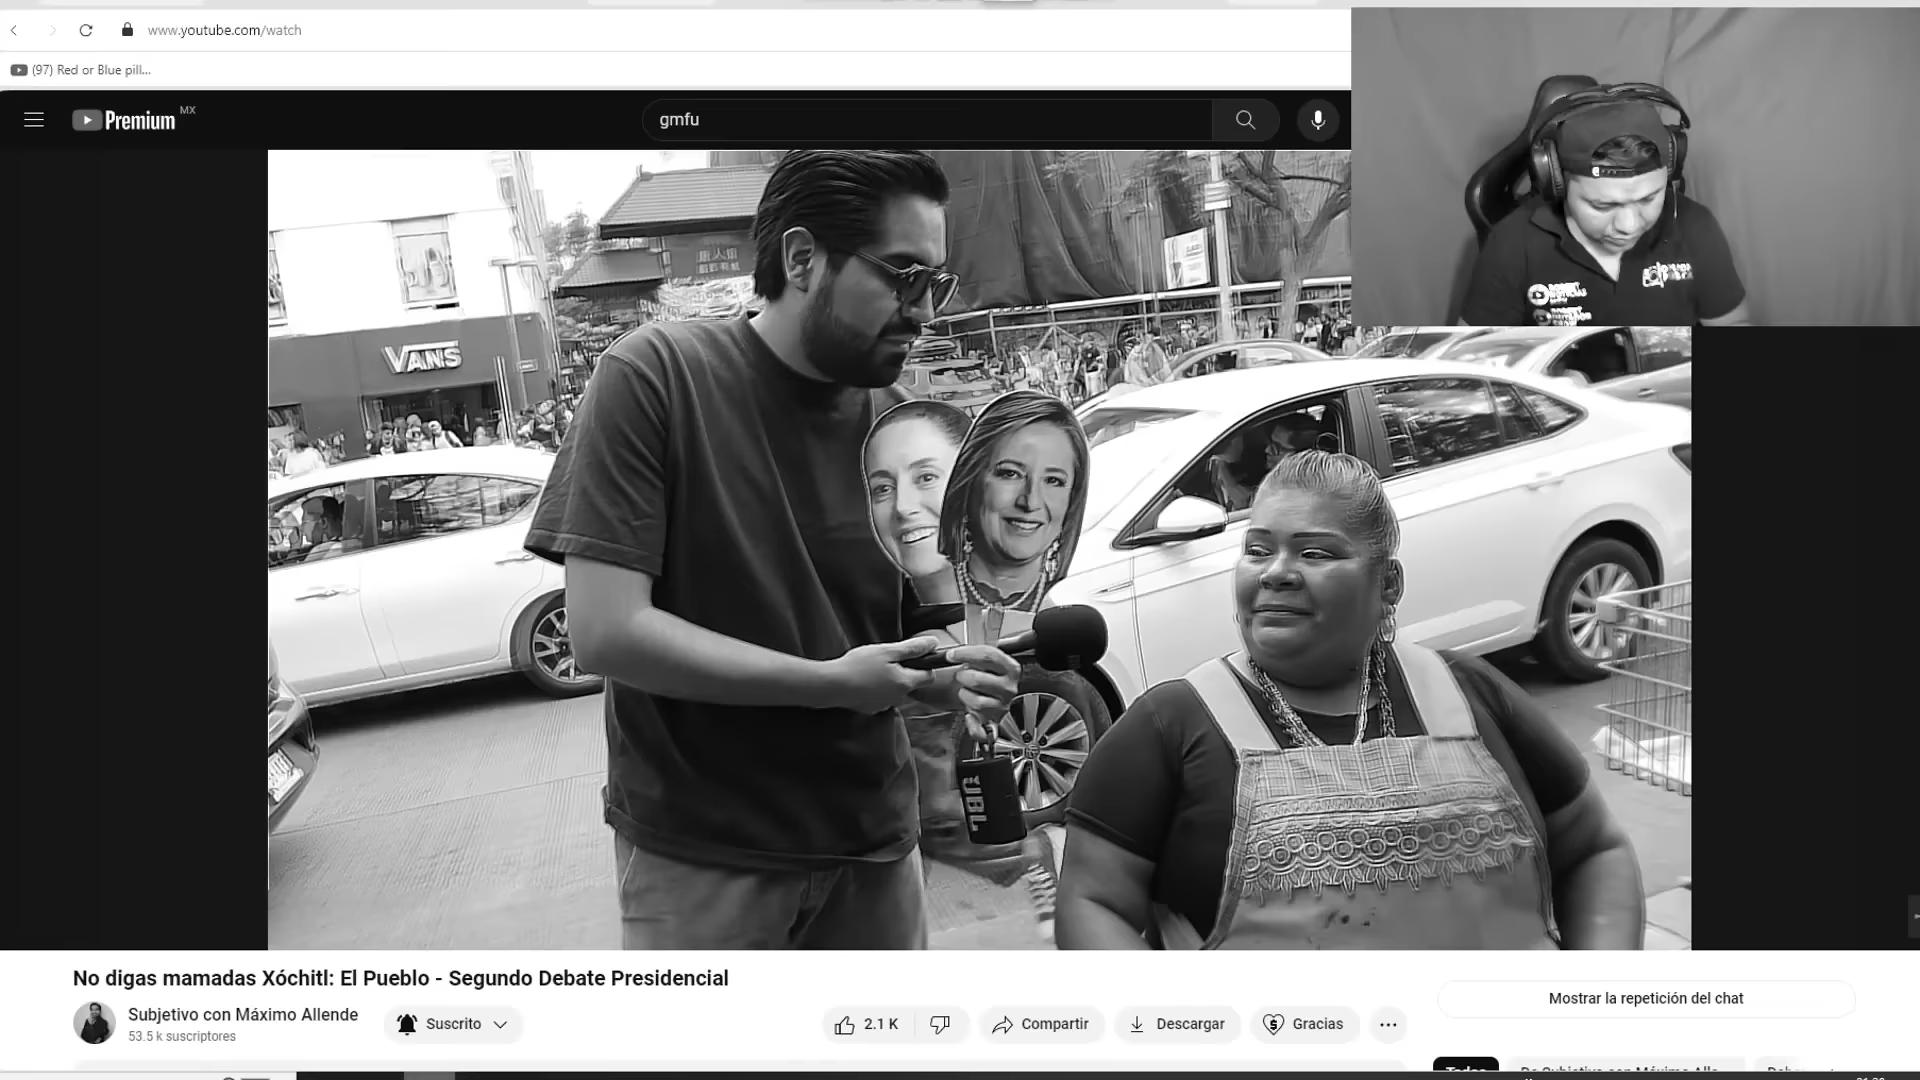 www.youtube.com/watch
(97) Red or Blue pill...
Premium MX
gmfu
VANS
JBL
No digas mamadas Xóchitl: El Pueblo - Segundo Debate Presidencial
Subjetivo con Máximo Allende
53.5 k suscriptores
Suscrito
2.1 K
Compartir
Descargar
Gracias
Mostrar la repetición del chat